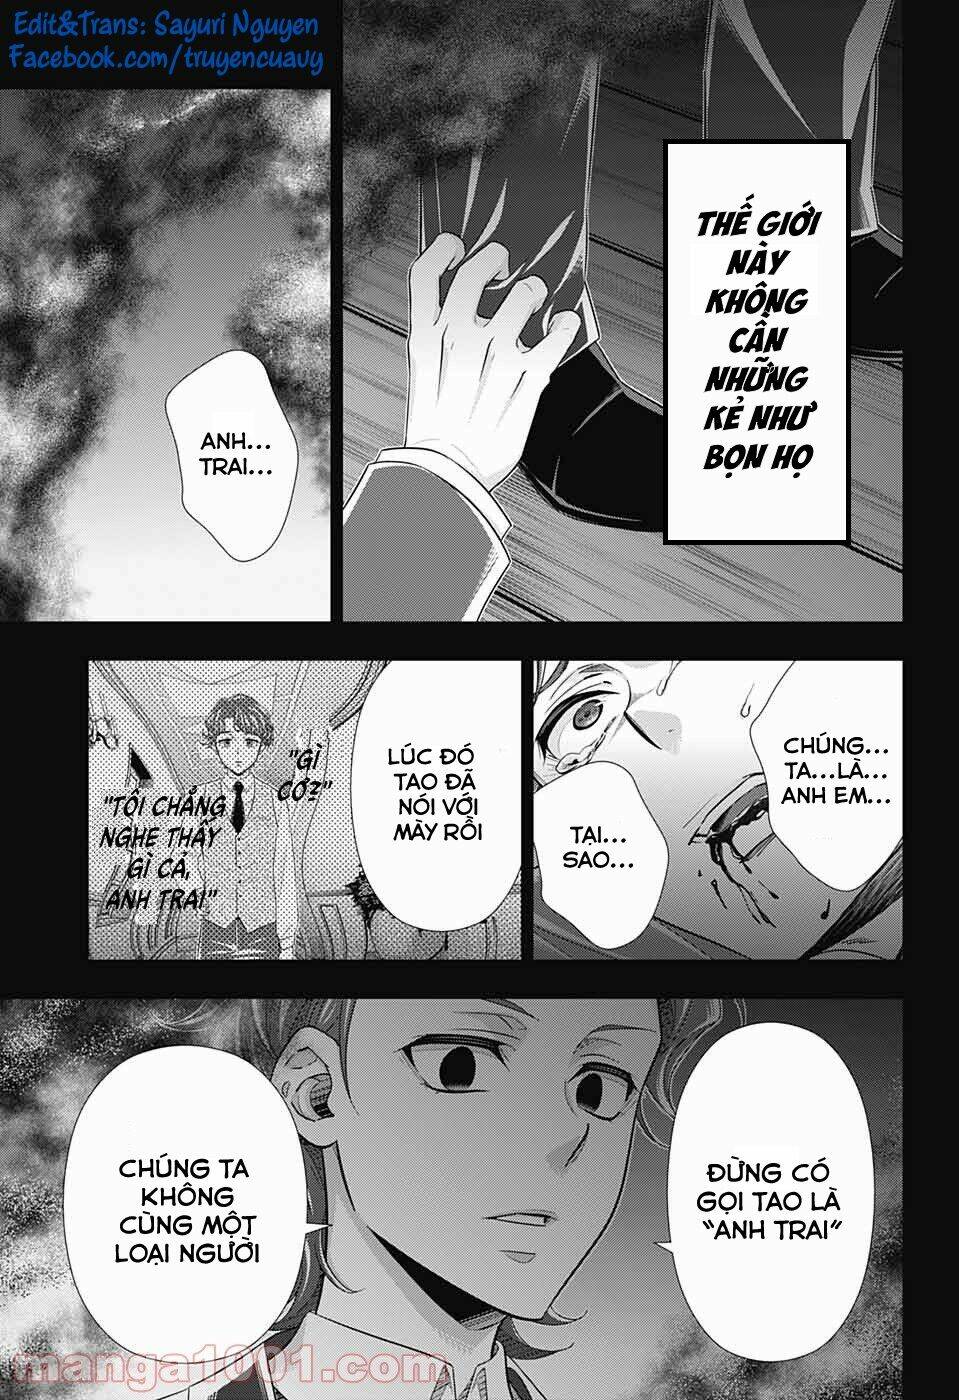 Edit&Trans: Sayuri Nguyen
Facebook.com/truyencuavy
THẾ GIỚI
NÀY
KHÔNG
CẦN
NHỮNG
KẺ NHƯ
BỌN HỌ
ANH...
TRAI...
CHÚNG...
TA...LÀ...
ANH EM...
TẠI...
SAO...
LÚC ĐÓ
TAO ĐÃ
NÓI VỚI
MÀY RỒI
"GÌ
CƠ?"
"TÔI CHẲNG
NGHE THẤY
GÌ CẢ,
ANH TRAI"
ĐỪNG CÓ
GỌI TAO LÀ
"ANH TRAI"
CHÚNG TA
KHÔNG
CÙNG MỘT
LOẠI NGƯỜI
manga1001.com